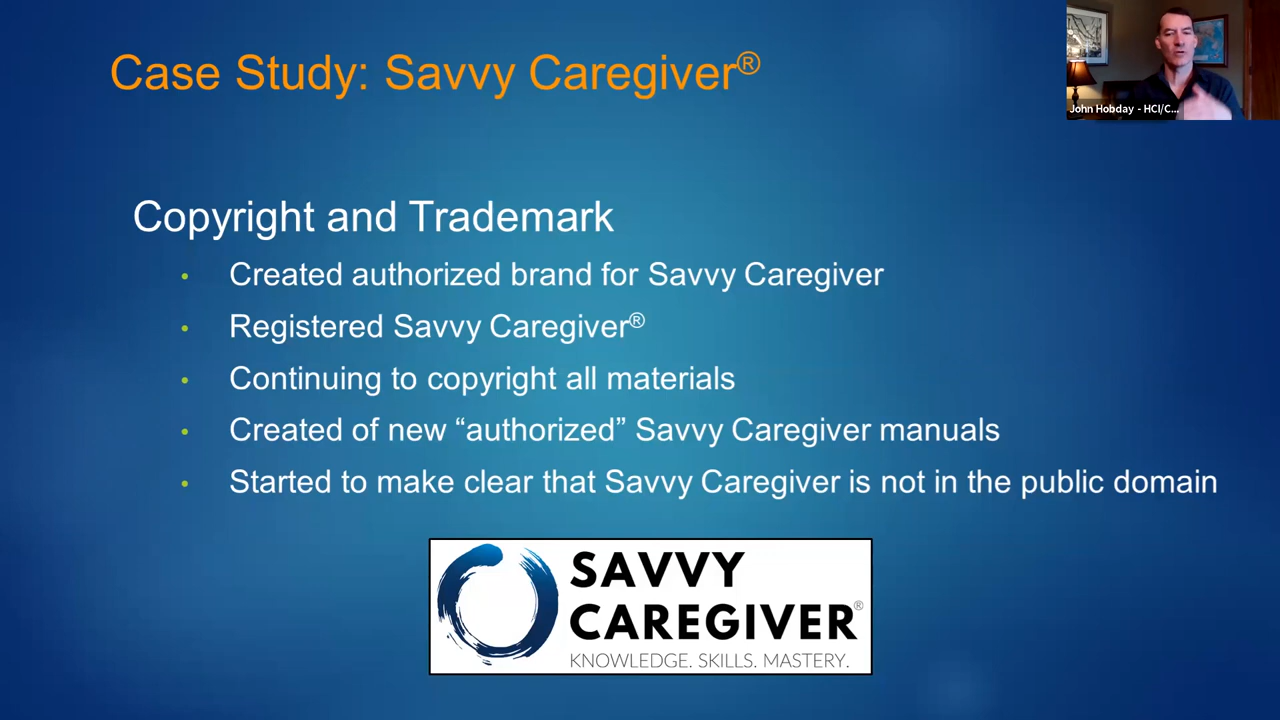 Case Study: Savvy Caregiver®
John Hobday - HCI/C...
Copyright and Trademark
• Created authorized brand for Savvy Caregiver
• Registered Savvy Caregiver®
• Continuing to copyright all materials
• Created of new “authorized” Savvy Caregiver manuals
• Started to make clear that Savvy Caregiver is not in the public domain
SAVVY
CAREGIVER®
KNOWLEDGE. SKILLS. MASTERY.